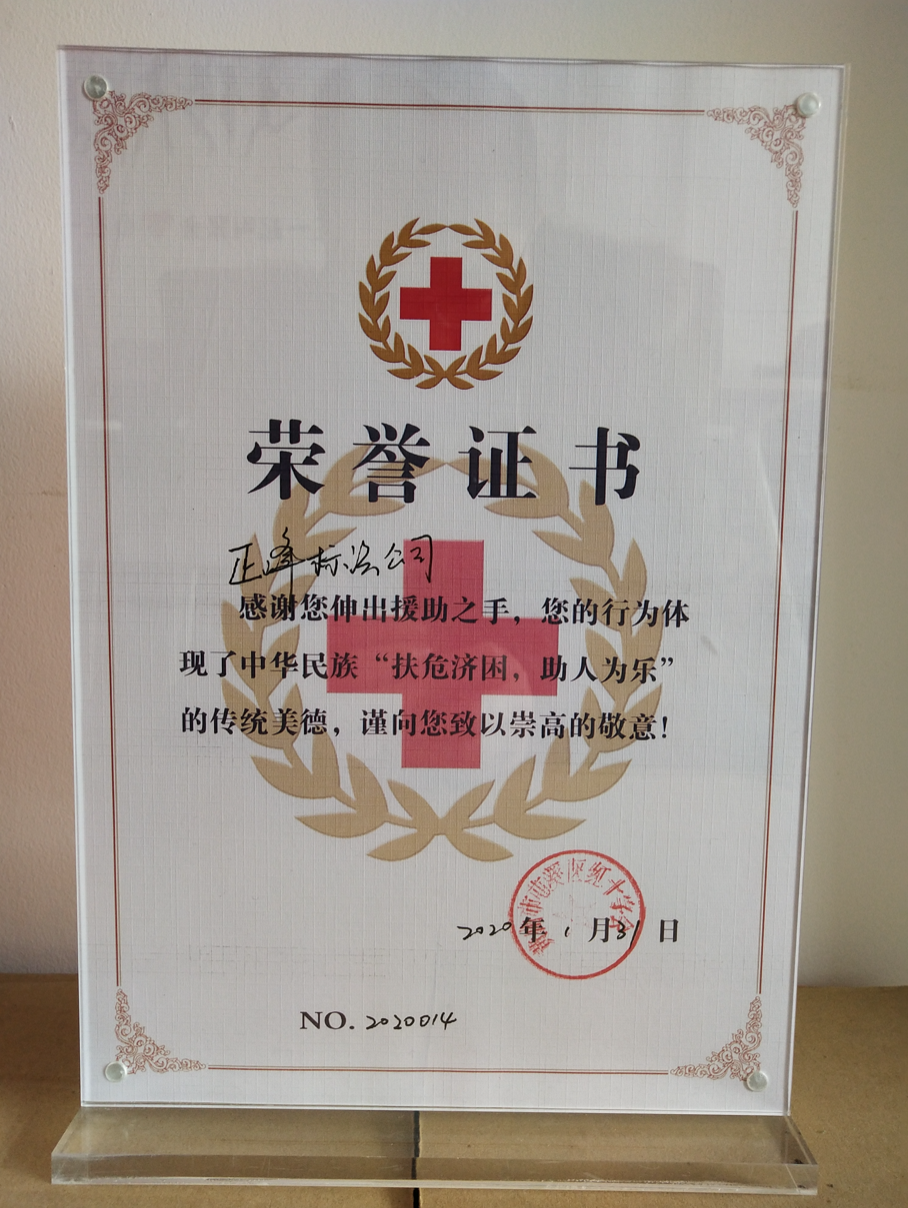 荣誉证书
正峰标识公司
感谢您伸出援助之手，您的行为体
现了中华民族“扶危济困，助人为乐”
的传统美德，谨向您致以崇高的敬意！
2020年1月31日
NO.2020014